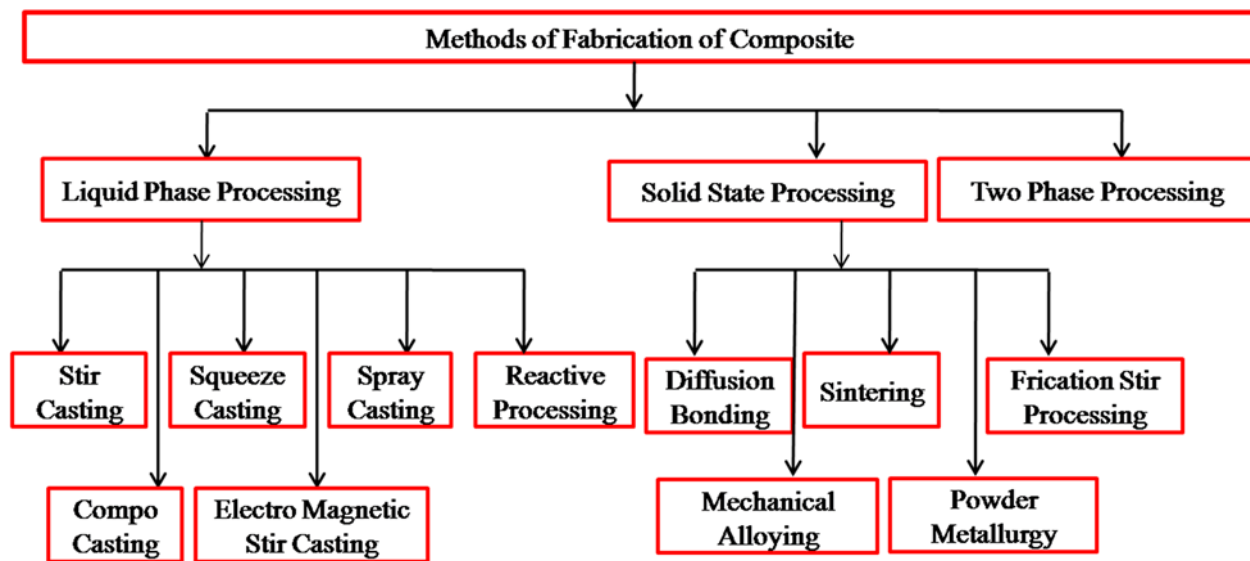 Methods of Fabrication of Composite
Liquid Phase Processing
Solid State Processing
Two Phase Processing
Stir
Casting
Squeeze
Casting
Spray
Casting
Reactive
Processing
Diffusion
Bonding
Sintering
Frication Stir
Processing
Compo
Casting
Electro Magnetic
Stir Casting
Mechanical
Alloying
Powder
Metallurgy